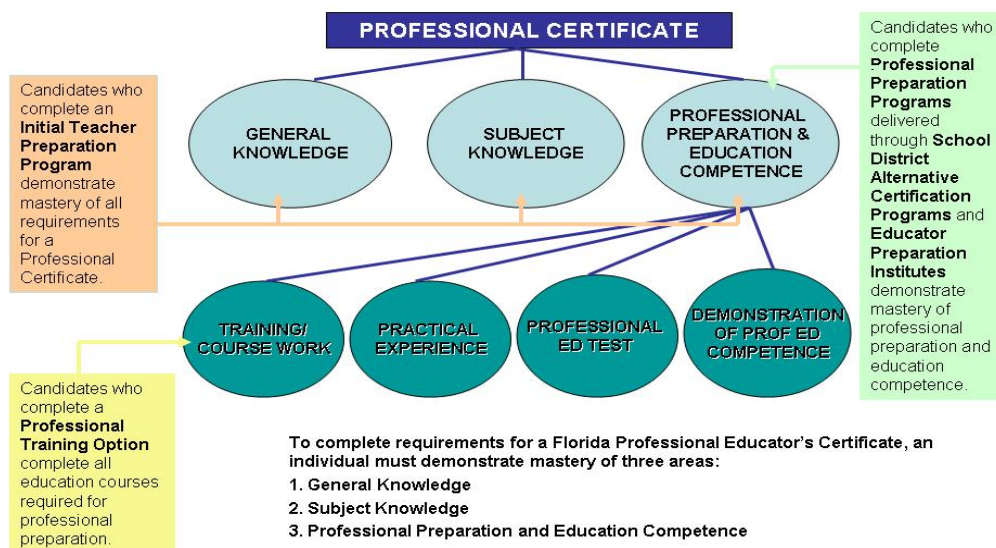 PROFESSIONAL CERTIFICATE
Candidates who
complete an
Initial Teacher
Preparation
Program
demonstrate
mastery of all
requirements
for a
Professional
Certificate.
GENERAL
KNOWLEDGE
SUBJECT
KNOWLEDGE
PROFESSIONAL
PREPARATION &
EDUCATION
COMPETENCE
Candidates who
complete
Professional
Preparation
Programs
delivered
through School
District
Alternative
Certification
Programs and
Educator
Preparation
Institutes
demonstrate
mastery of
professional
preparation and
education
competence.
TRAINING/
COURSE WORK
PRACTICAL
EXPERIENCE
PROFESSIONAL
ED TEST
DEMONSTRATION
OF PROF ED
COMPETENCE
Candidates who
complete a
Professional
Training Option
complete all
education courses
required for
professional
preparation.
To complete requirements for a Florida Professional Educator's Certificate, an
individual must demonstrate mastery of three areas:
1. General Knowledge
2. Subject Knowledge
3. Professional Preparation and Education Competence